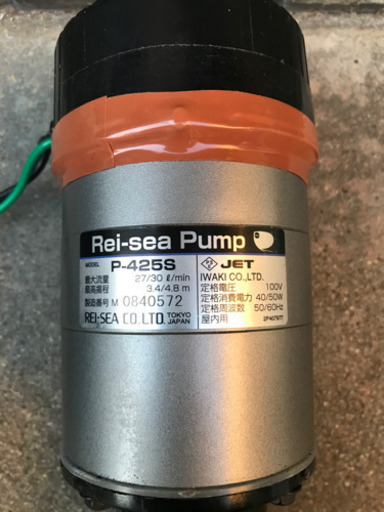 Rei-sea Pump
MODEL P-425S
最大流量 27/30 ℓ/min
最高揚程 3.4/4.8 m
製造番号 M 0840572
REI-SEA CO.,LTD. TOKYO JAPAN
PSE JET
IWAKI CO.,LTD.
定格電圧 100V
定格消費電力 40/50W
定格周波数 50/60Hz
屋内用